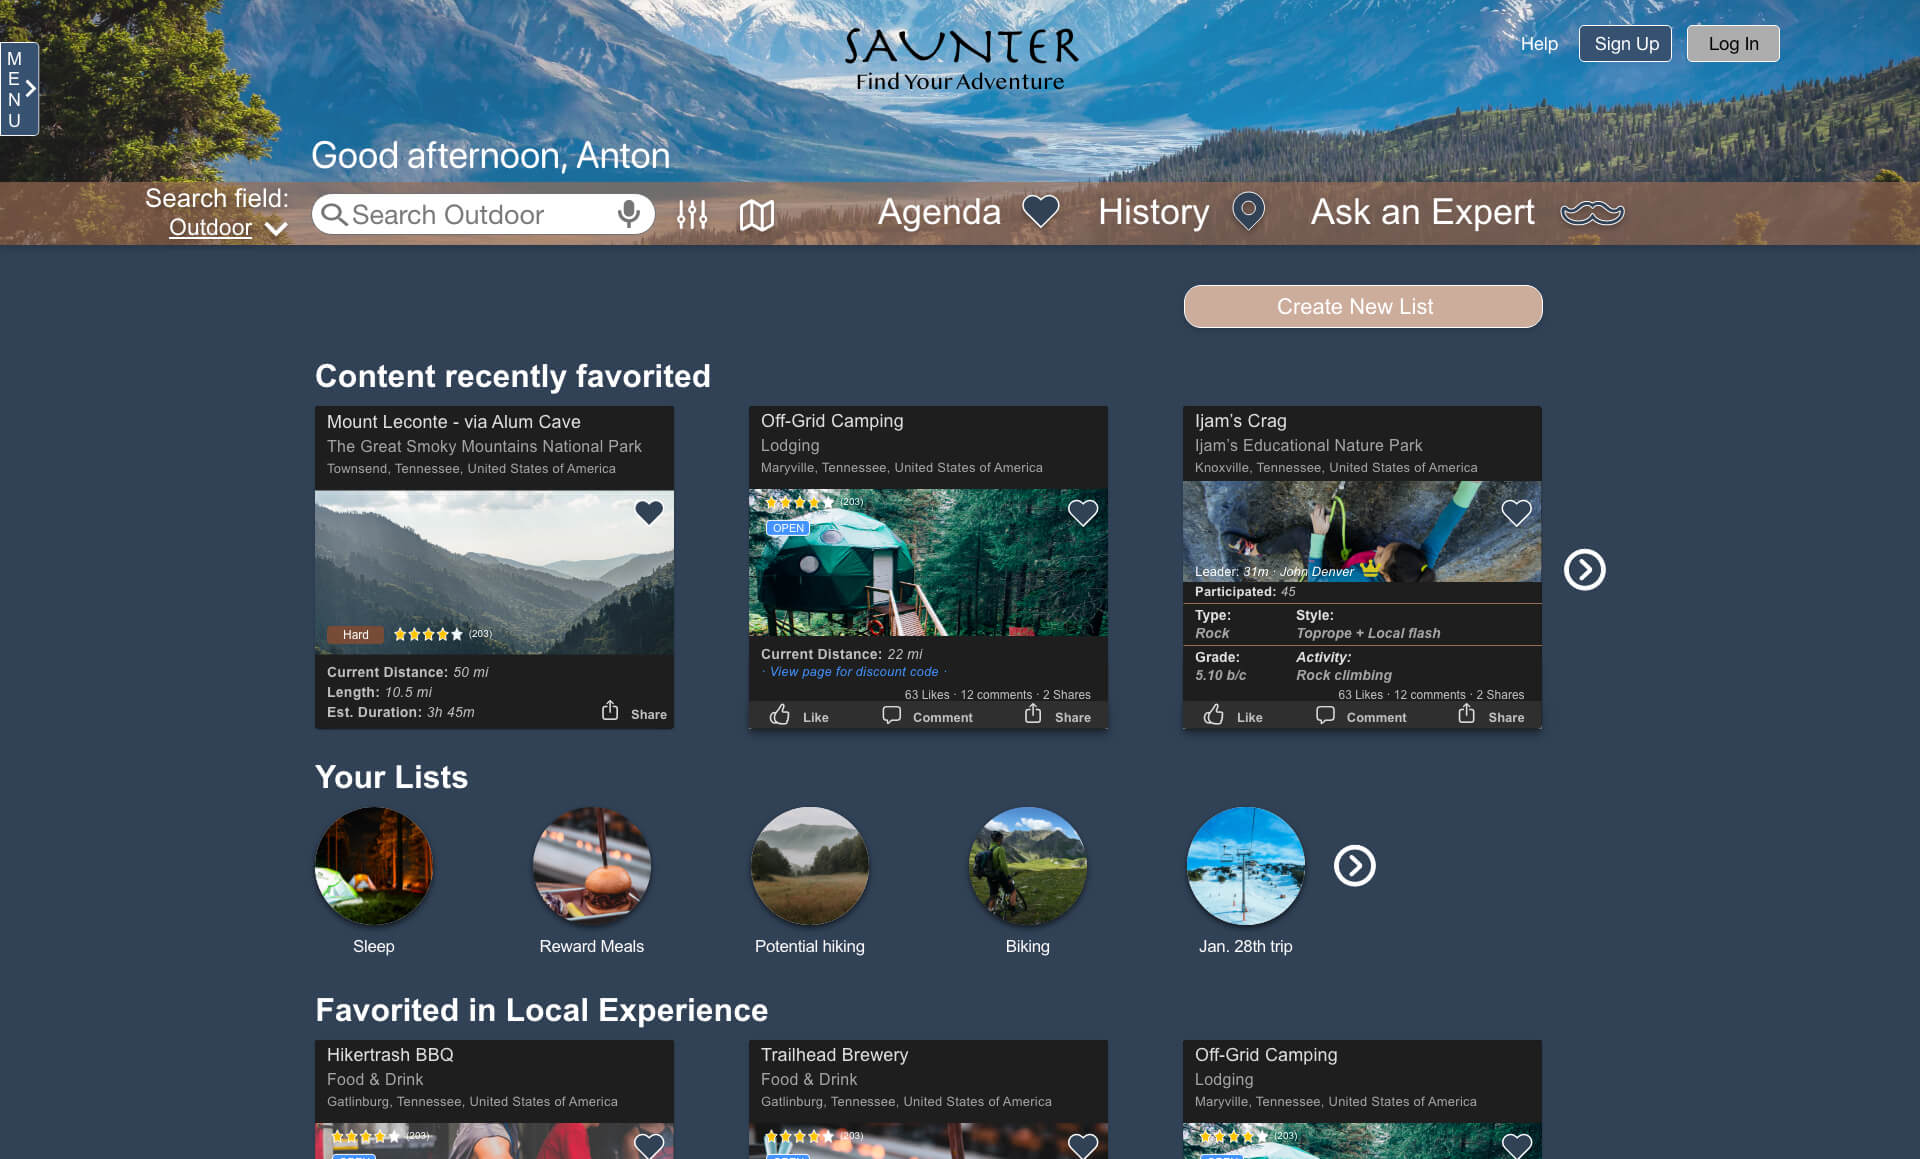 SAUNTER
Find Your Adventure
Help
Sign Up
Log In
MENU
Good afternoon, Anton
Search field:
Outdoor
Search Outdoor
Agenda
History
Ask an Expert
Create New List
Content recently favorited
Mount Leconte - via Alum Cave
The Great Smoky Mountains National Park
Townsend, Tennessee, United States of America
Hard
(203)
Current Distance: 50 mi
Length: 10.5 mi
Est. Duration: 3h 45m
Share
Off-Grid Camping
Lodging
Maryville, Tennessee, United States of America
(203)
OPEN
Current Distance: 22 mi
· View page for discount code ·
63 Likes · 12 comments · 2 Shares
Like
Comment
Share
Ijam’s Crag
Ijam’s Educational Nature Park
Knoxville, Tennessee, United States of America
Leader: 31m · John Denver
Participated: 45
Type:
Style:
Rock
Toprope + Local flash
Grade:
Activity:
5.10 b/c
Rock climbing
63 Likes · 12 comments · 2 Shares
Like
Comment
Share
Your Lists
Sleep
Reward Meals
Potential hiking
Biking
Jan. 28th trip
Favorited in Local Experience
Hikertrash BBQ
Food & Drink
Gatlinburg, Tennessee, United States of America
(203)
OPEN
Trailhead Brewery
Food & Drink
Gatlinburg, Tennessee, United States of America
(203)
OPEN
Off-Grid Camping
Lodging
Maryville, Tennessee, United States of America
(203)
OPEN